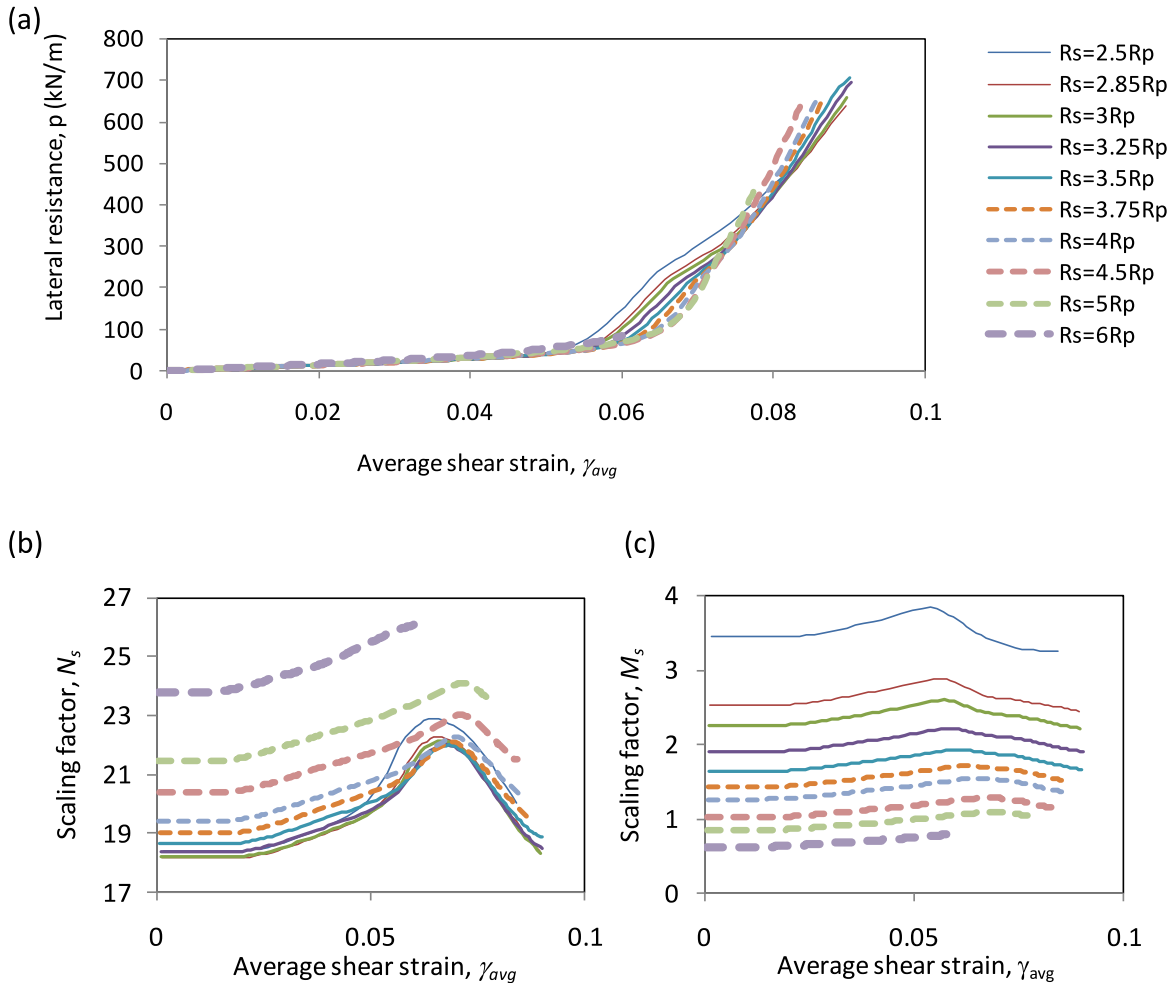 (a)
Lateral resistance, p (kN/m)
800
700
600
500
400
300
200
100
0
0 0.02 0.04 0.06 0.08 0.1
Average shear strain, γavg
Rs=2.5Rp
Rs=2.85Rp
Rs=3Rp
Rs=3.25Rp
Rs=3.5Rp
Rs=3.75Rp
Rs=4Rp
Rs=4.5Rp
Rs=5Rp
Rs=6Rp
(b)
Scaling factor, Ns
27
25
23
21
19
17
0 0.05 0.1
Average shear strain, γavg
(c)
Scaling factor, Ms
4
3
2
1
0
0 0.05 0.1
Average shear strain, γavg